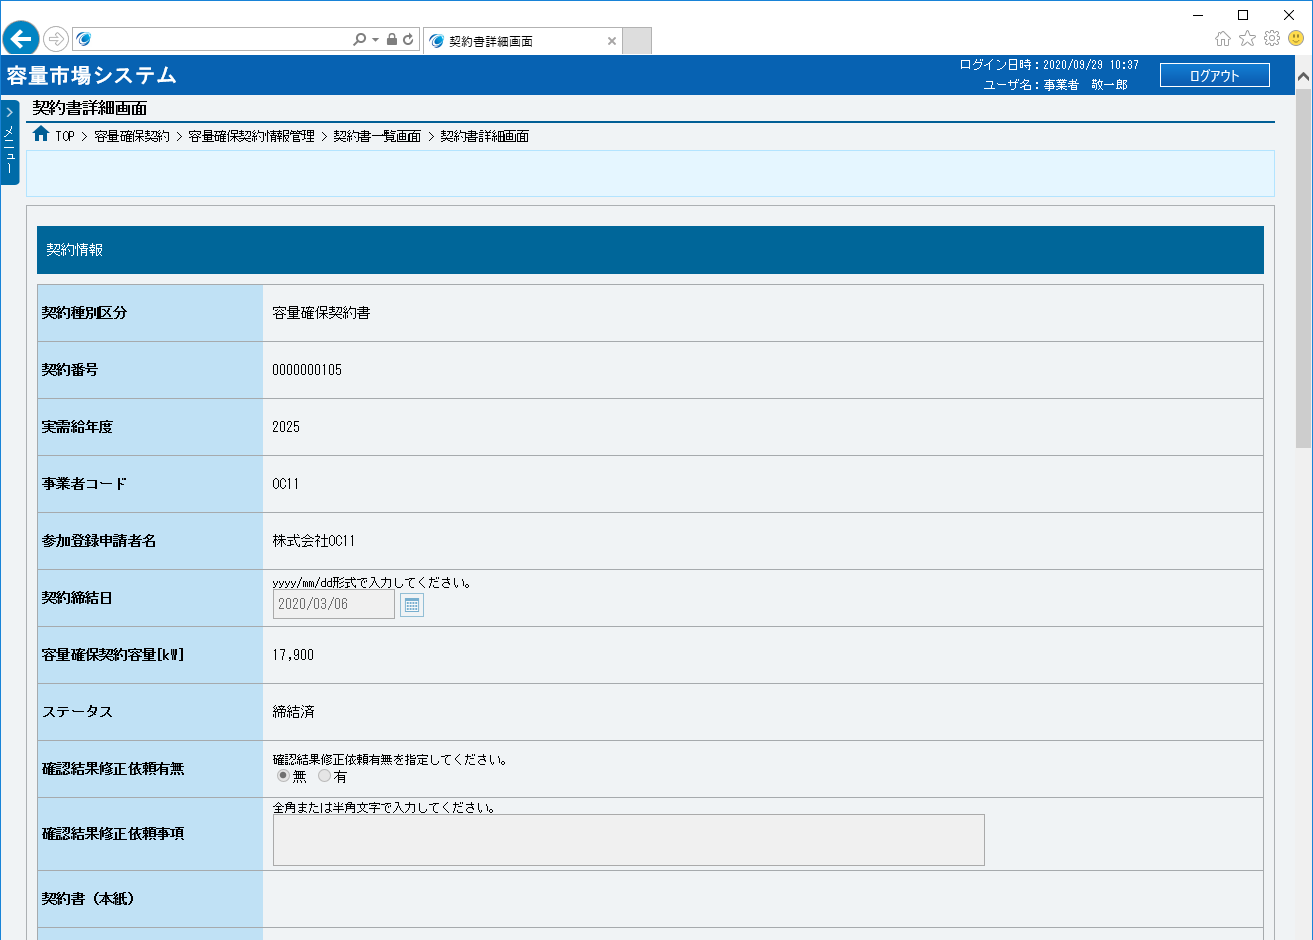 契約書詳細画面
容量市場システム
ログイン日時：2020/09/29 10:37
ユーザ名：事業者　敬一郎
ログアウト
メニュー
契約書詳細画面
TOP > 容量確保契約 > 容量確保契約情報管理 > 契約書一覧画面 > 契約書詳細画面
契約情報
契約種別区分 容量確保契約書
契約番号 0000000105
実需給年度 2025
事業者コード 0C11
参加登録申請者名 株式会社0C11
yyyy/mm/dd形式で入力してください。
契約締結日 2020/03/06
容量確保契約容量[kW] 17,900
ステータス 締結済
確認結果修正依頼有無を指定してください。
確認結果修正依頼有無 無 有
全角または半角文字で入力してください。
確認結果修正依頼事項
契約書（本紙）